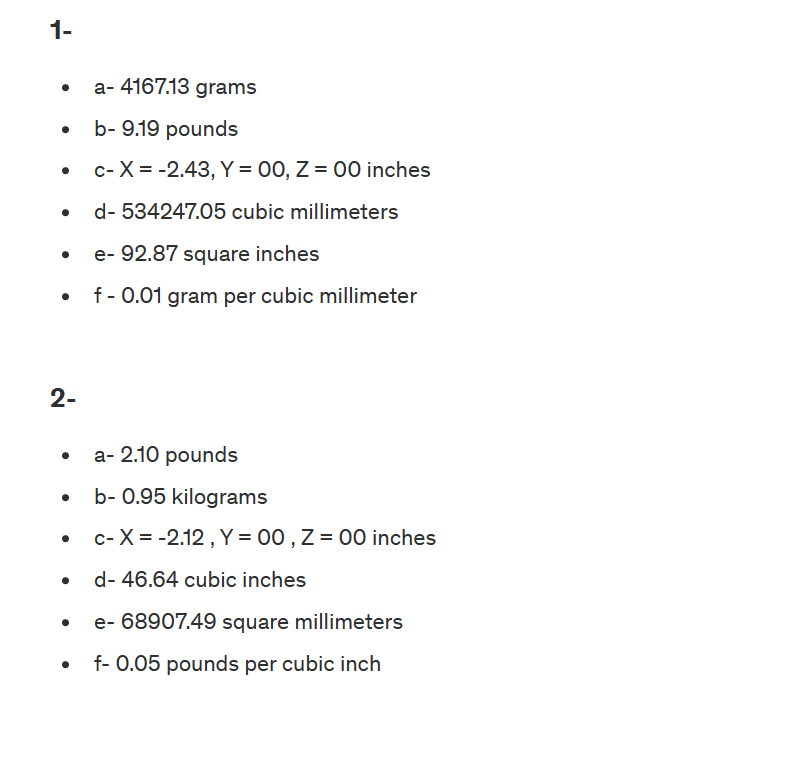 1-
• a- 4167.13 grams
• b- 9.19 pounds
• c- X = -2.43, Y = 00, Z = 00 inches
• d- 534247.05 cubic millimeters
• e- 92.87 square inches
• f - 0.01 gram per cubic millimeter
2-
• a- 2.10 pounds
• b- 0.95 kilograms
• c- X = -2.12 , Y = 00 , Z = 00 inches
• d- 46.64 cubic inches
• e- 68907.49 square millimeters
• f- 0.05 pounds per cubic inch